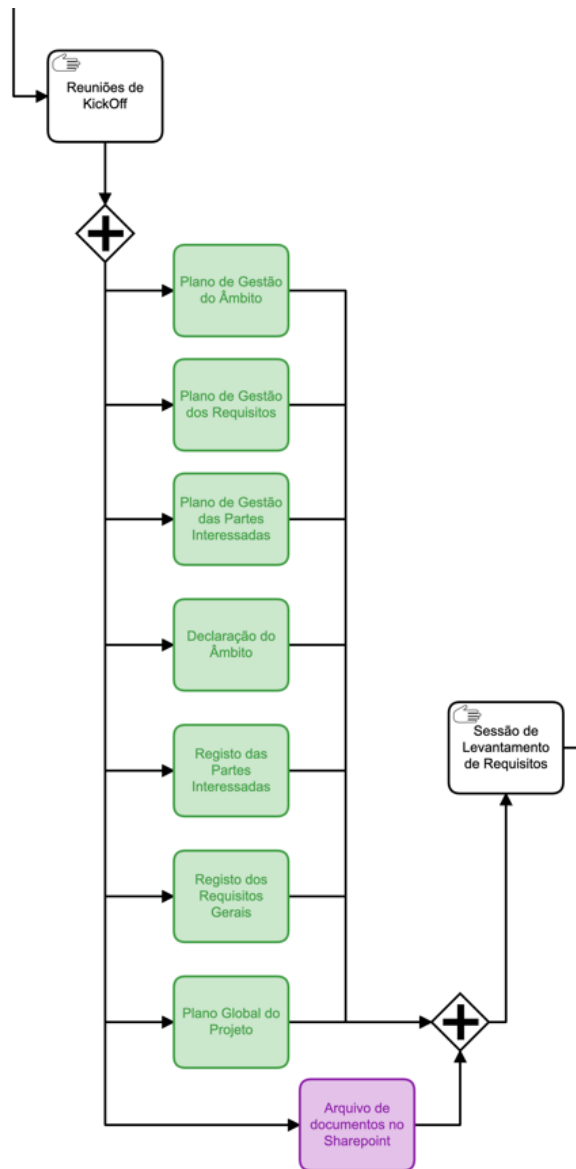 Reuniões de
KickOff
Plano de Gestão
do Âmbito
Plano de Gestão
dos Requisitos
Plano de Gestão
das Partes
Interessadas
Declaração do
Âmbito
Sessão de
Levantamento
de Requisitos
Registo das
Partes
Interessadas
Registo dos
Requisitos
Gerais
Plano Global do
Projeto
Arquivo de
documentos no
Sharepoint